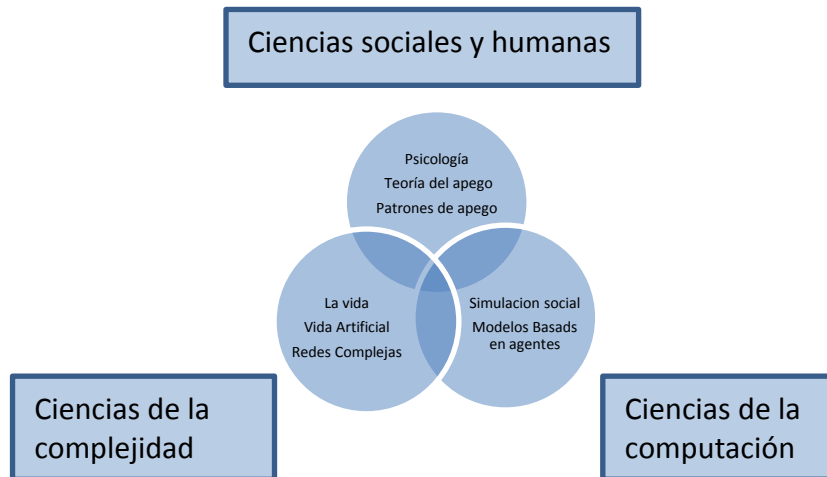 Ciencias sociales y humanas
Psicología
Teoría del apego
Patrones de apego
La vida
Vida Artificial
Redes Complejas
Simulacion social
Modelos Basads
en agentes
Ciencias de la
complejidad
Ciencias de la
computación